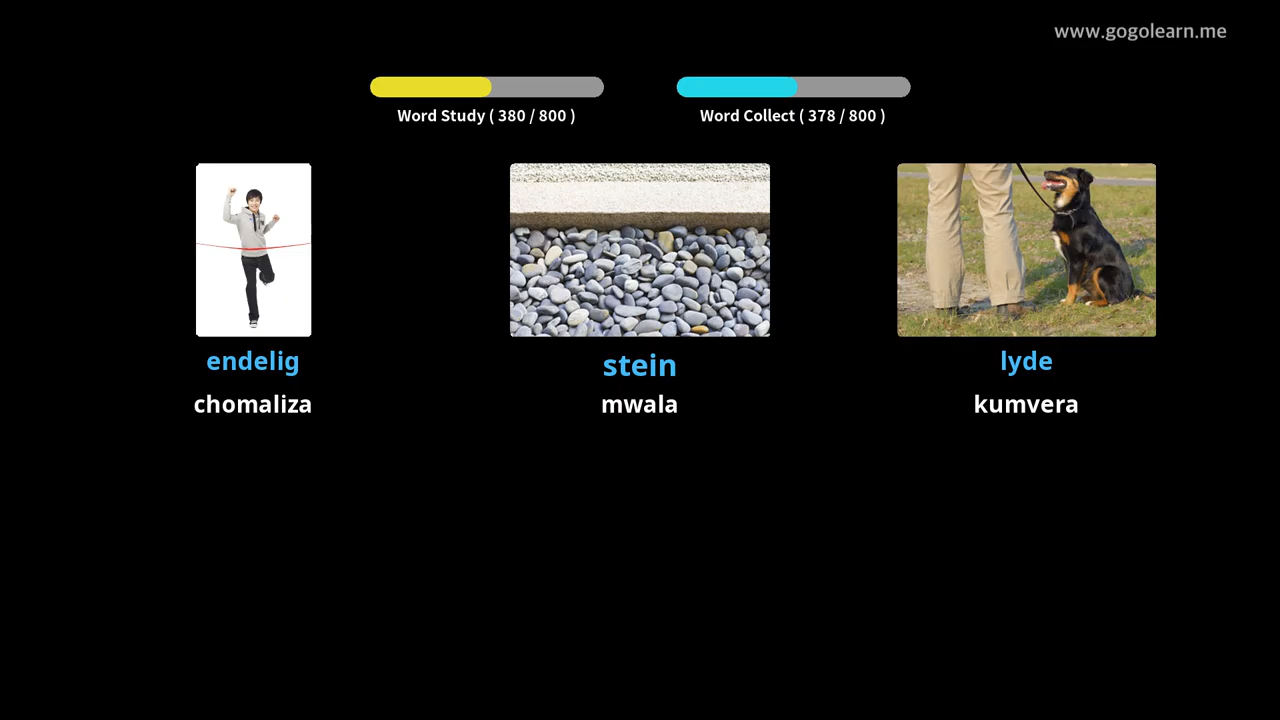 www.gogolearn.me
Word Study ( 380 / 800 )
Word Collect ( 378 / 800 )
endelig
stein
lyde
chomaliza
mwala
kumvera